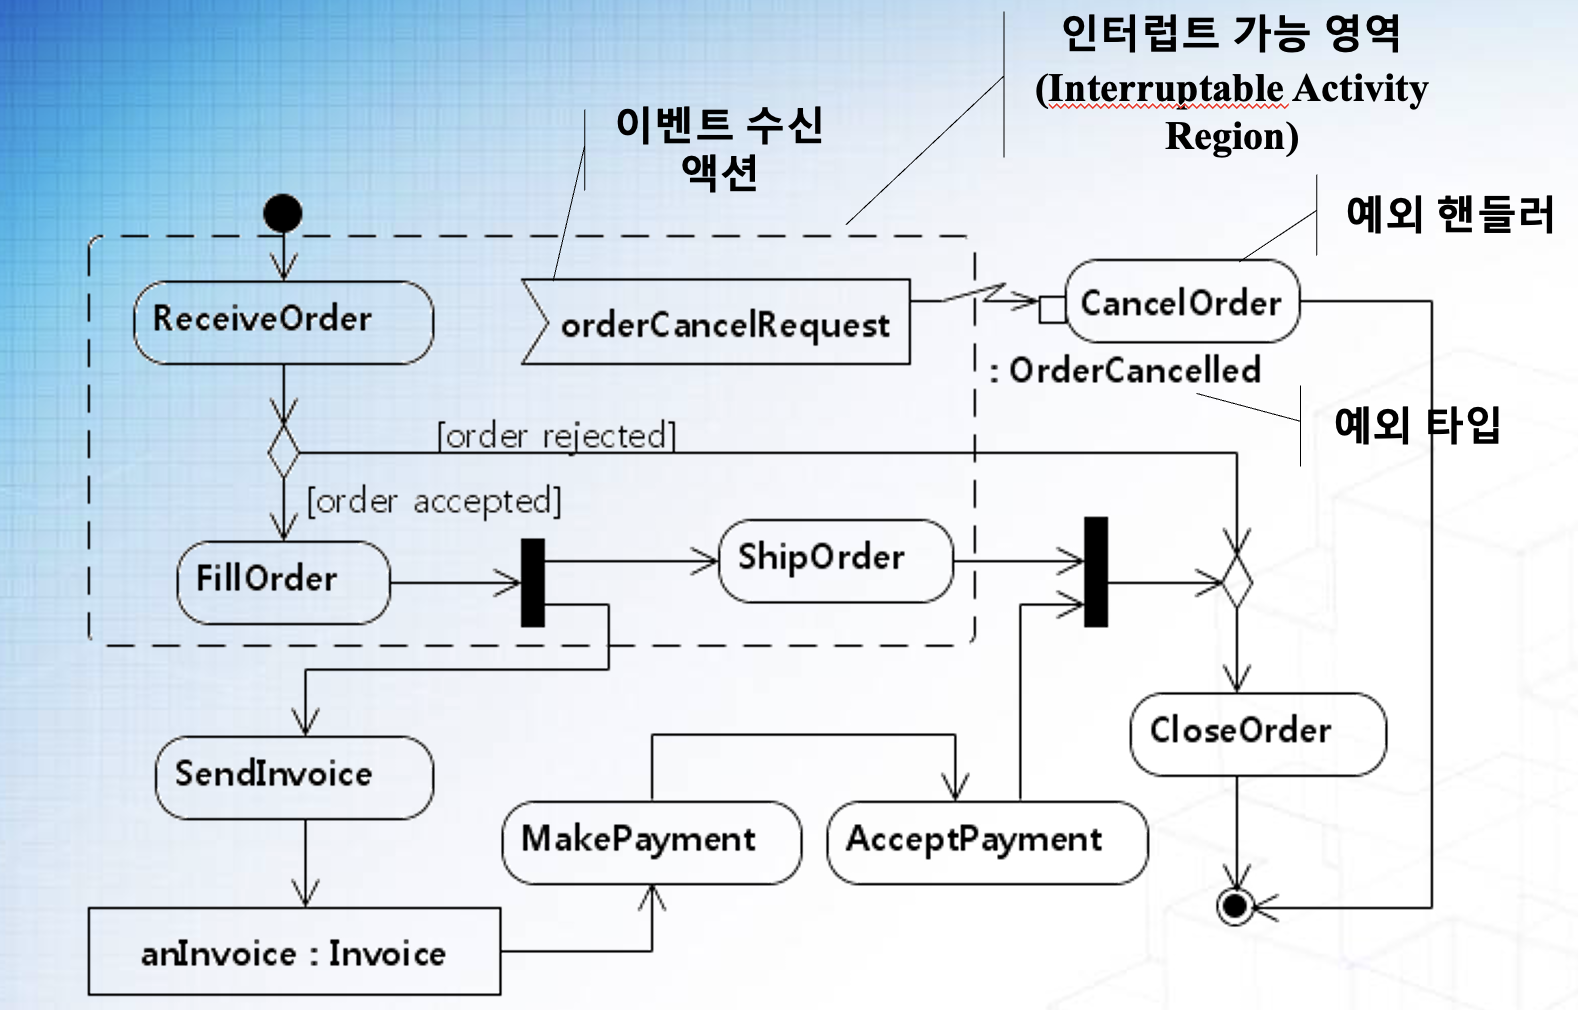 인터럽트 가능 영역
(Interruptable Activity
Region)
이벤트 수신
액션
예외 핸들러
ReceiveOrder
orderCancelRequest
CancelOrder
: OrderCancelled
예외 타입
[order rejected]
[order accepted]
FillOrder
ShipOrder
SendInvoice
CloseOrder
MakePayment
AcceptPayment
anInvoice : Invoice